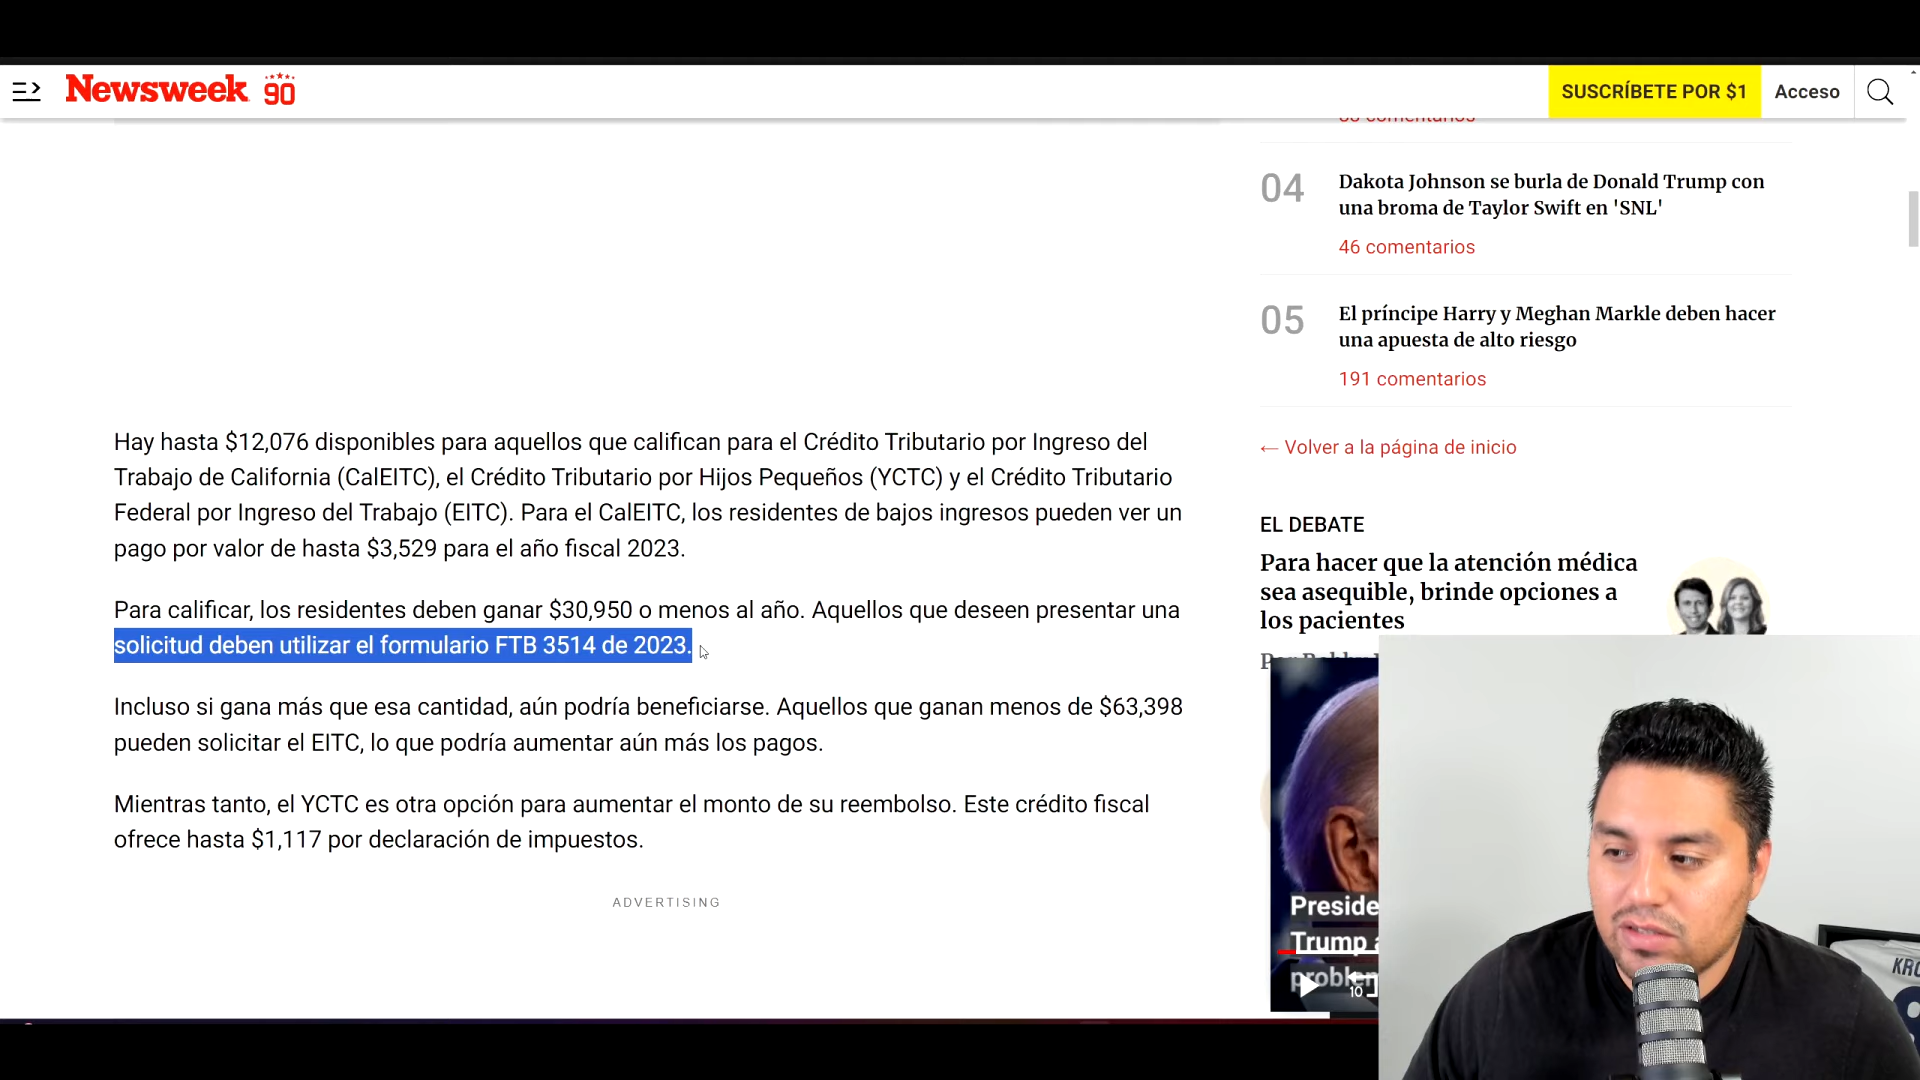 Newsweek 90
SUSCRÍBETE POR $1
Acceso
Hay hasta $12,076 disponibles para aquellos que califican para el Crédito Tributario por Ingreso del
Trabajo de California (CalEITC), el Crédito Tributario por Hijos Pequeños (YCTC) y el Crédito Tributario
Federal por Ingreso del Trabajo (EITC). Para el CalEITC, los residentes de bajos ingresos pueden ver un
pago por valor de hasta $3,529 para el año fiscal 2023.
Para calificar, los residentes deben ganar $30,950 o menos al año. Aquellos que deseen presentar una
solicitud deben utilizar el formulario FTB 3514 de 2023.
Incluso si gana más que esa cantidad, aún podría beneficiarse. Aquellos que ganan menos de $63,398
pueden solicitar el EITC, lo que podría aumentar aún más los pagos.
Mientras tanto, el YCTC es otra opción para aumentar el monto de su reembolso. Este crédito fiscal
ofrece hasta $1,117 por declaración de impuestos.
ADVERTISING
comentarios
04
Dakota Johnson se burla de Donald Trump con
una broma de Taylor Swift en 'SNL'
46 comentarios
05
El príncipe Harry y Meghan Markle deben hacer
una apuesta de alto riesgo
191 comentarios
← Volver a la página de inicio
EL DEBATE
Para hacer que la atención médica
sea asequible, brinde opciones a
los pacientes
Preside
Trump
problem
10
KRO